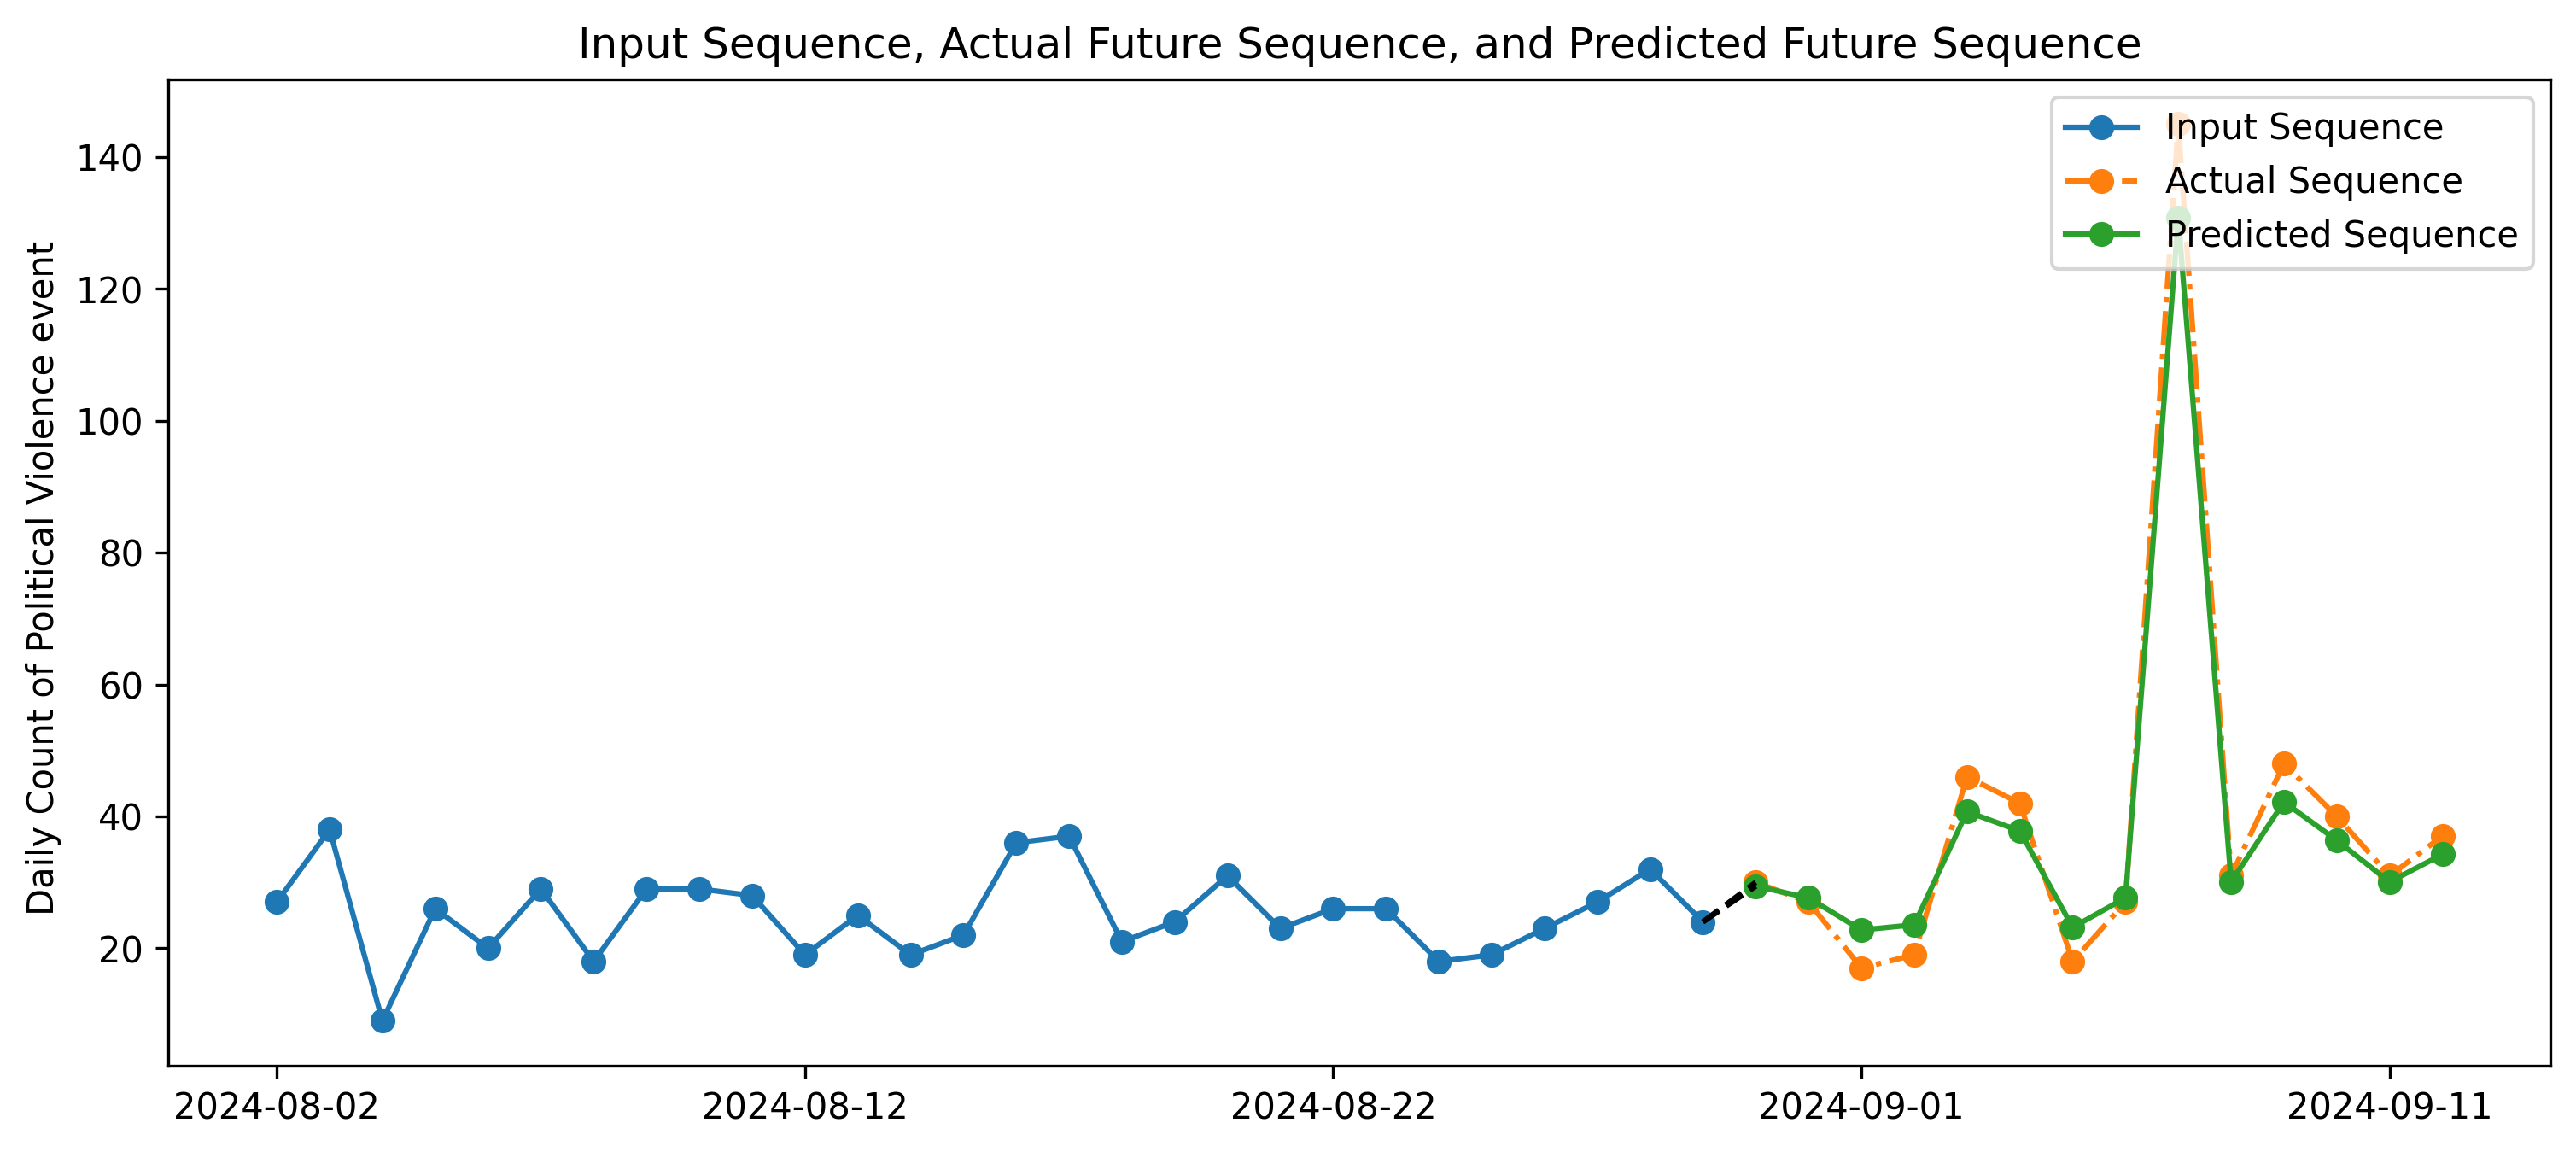 Input Sequence, Actual Future Sequence, and Predicted Future Sequence
Daily Count of Political Violence event
140
120
100
80
60
40
20
2024-08-02
2024-08-12
2024-08-22
2024-09-01
2024-09-11
Input Sequence
Actual Sequence
Predicted Sequence